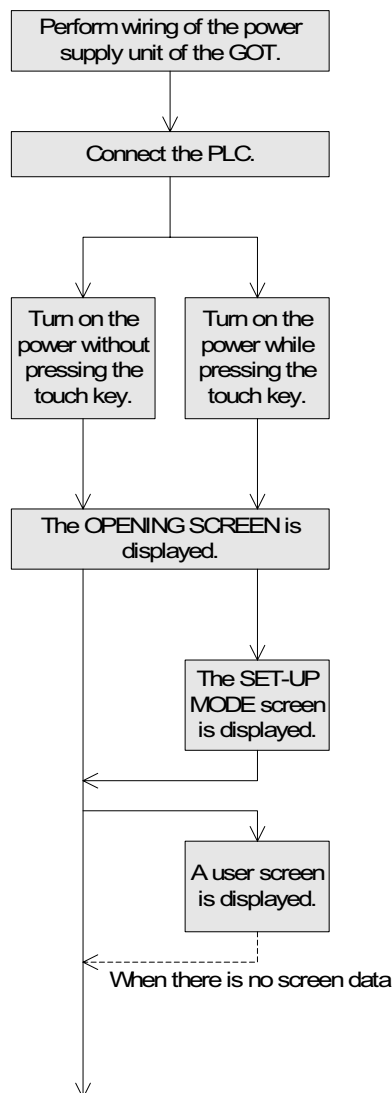 Perform wiring of the power
supply unit of the GOT.
Connect the PLC.
Turn on the
power without
pressing the
touch key.
Turn on the
power while
pressing the
touch key.
The OPENING SCREEN is
displayed.
The SET-UP
MODE screen
is displayed.
A user screen
is displayed.
When there is no screen data